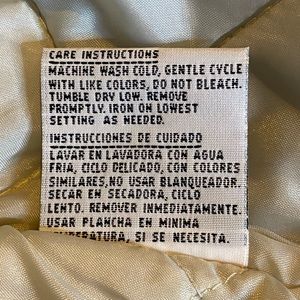 CARE INSTRUCTIONS
MACHINE WASH COLD, GENTLE CYCLE
WITH LIKE COLORS, DO NOT BLEACH.
TUMBLE DRY LOW. REMOVE
PROMPTLY. IRON ON LOWEST
SETTING AS NEEDED.
INSTRUCCIONES DE CUIDADO
LAVAR EN LAVADORA CON AGUA
FRIA, CICLO DELICADO, CON COLORES
SIMILARES, NO USAR BLANQUEADOR.
SECAR EN SECADORA, CICLO
LENTO. REMOVER INMEDIATAMENTE.
USAR PLANCHA EN MINIMA
TEMPERATURA, SI SE NECESITA.